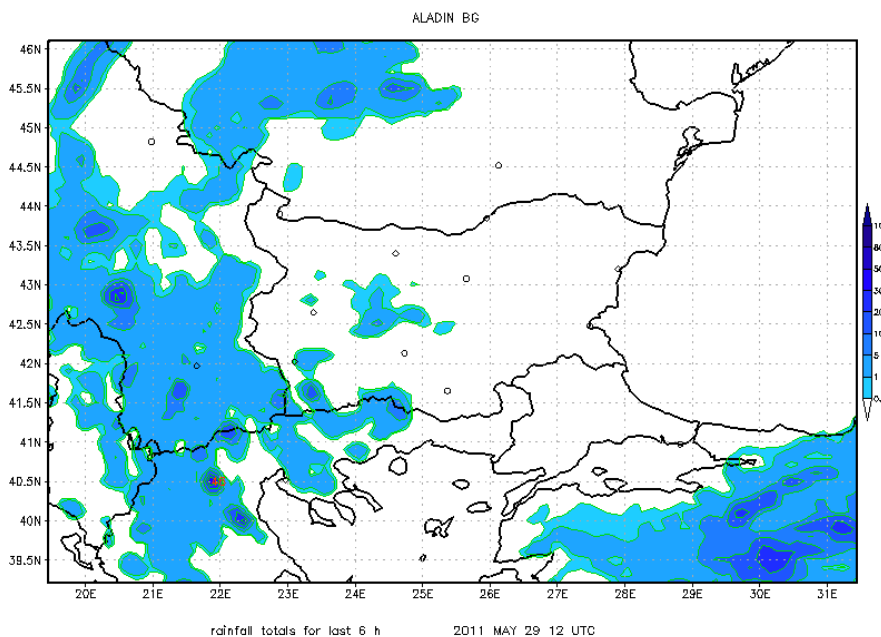 ALADIN BG
46N
45.5N
45N
44.5N
44N
43.5N
43N
42.5N
42N
41.5N
41N
40.5N
40N
39.5N
20E 21E 22E 23E 24E 25E 26E 27E 28E 29E 30E 31E
50
30
20
10
5
1
rainfall totals for last 6 h 2011 MAY 29 12 UTC